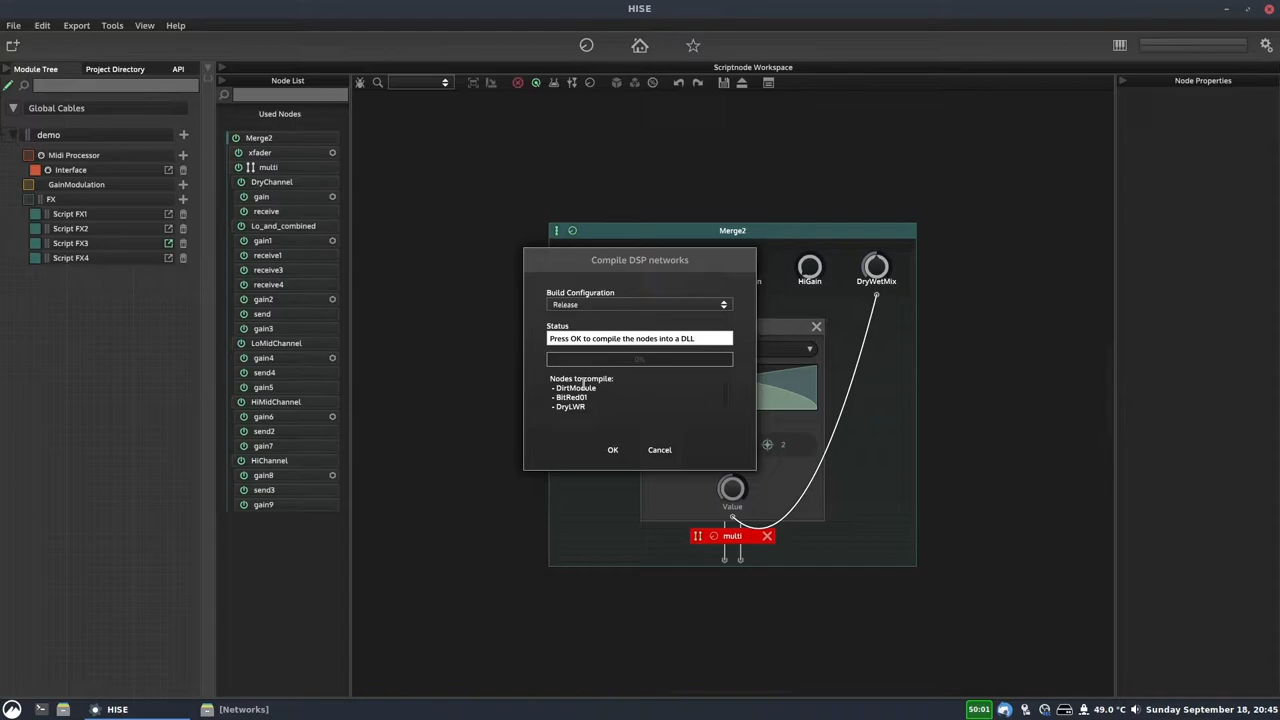 HISE
File Edit Export Tools View Help
Module Tree Project Directory API
Scriptnode Workspace
Global Cables
demo
Midi Processor
Interface
GainModulation
FX
Script FX1
Script FX2
Script FX3
Script FX4
Node List
Used Nodes
Merge2
xfader
multi
DryChannel
gain
receive
Lo_and_combined
gain1
receive1
receive3
receive4
gain2
send
gain3
LoMidChannel
gain4
send4
gain5
HiMidChannel
gain6
send2
gain7
HiChannel
gain8
send3
gain9
Node Properties
Merge2
HiGain
DryWetMix
Compile DSP networks
Build Configuration
Release
Status
Press OK to compile the nodes into a DLL
0%
Nodes to compile:
- DirtModule
- BitRed01
- DryLWR
OK Cancel
2
Value
multi
HISE
[Networks]
50:01
49.0 °C
Sunday September 18, 20:45